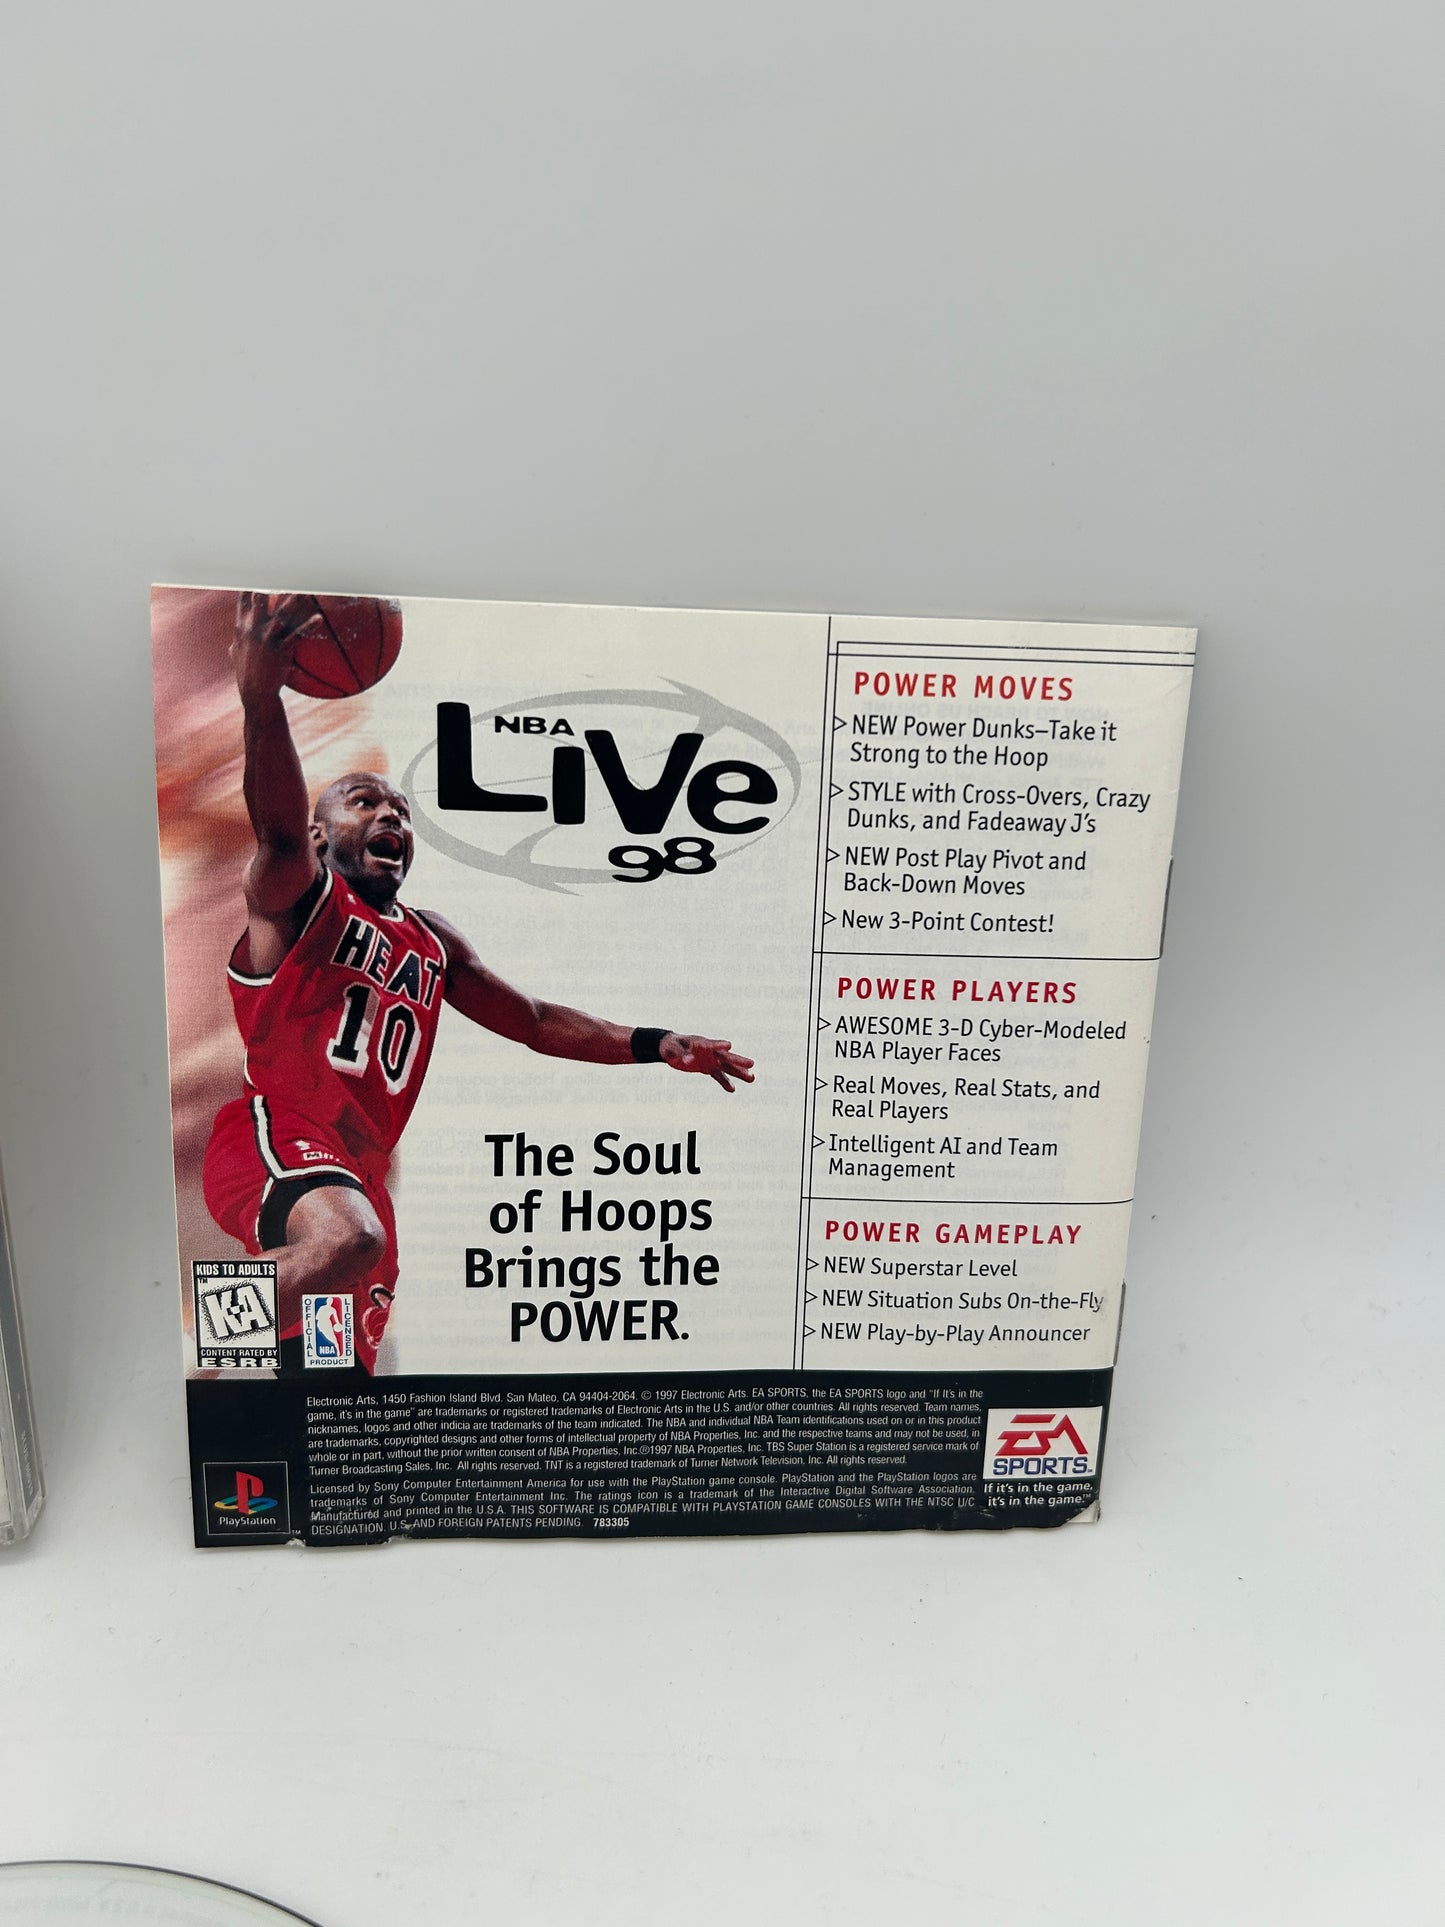 NBA
LIVE
98
HEAT
10
The Soul
of Hoops
Brings the
POWER.
POWER MOVES
NEW Power Dunks–Take it
Strong to the Hoop
STYLE with Cross-Overs, Crazy
Dunks, and Fadeaway J's
NEW Post Play Pivot and
Back-Down Moves
New 3-Point Contest!
POWER PLAYERS
AWESOME 3-D Cyber-Modeled
NBA Player Faces
Real Moves, Real Stats, and
Real Players
Intelligent AI and Team
Management
POWER GAMEPLAY
NEW Superstar Level
NEW Situation Subs On-the-Fly
NEW Play-by-Play Announcer
KIDS TO ADULTS
™
K-A
CONTENT RATED BY
ESRB
OFFICIAL
LICENSED
NBA
PRODUCT
Electronic Arts, 1450 Fashion Island Blvd. San Mateo, CA 94404-2064. © 1997 Electronic Arts. EA SPORTS, the EA SPORTS logo and "If it's in the
game, it's in the game" are trademarks or registered trademarks of Electronic Arts in the U.S. and/or other countries. All rights reserved. Team names,
nicknames, logos and other indicia are trademarks of the team indicated. The NBA and individual NBA Team identifications used on or in this product
are trademarks, copyrighted designs and other forms of intellectual property of NBA Properties, Inc. and the respective teams and may not be used, in
whole or in part, without the prior written consent of NBA Properties, Inc.©1997 NBA Properties, Inc. TBS Super Station is a registered service mark of
Turner Broadcasting Sales, Inc. All rights reserved. TNT is a registered trademark of Turner Network Television, Inc. All rights reserved.
Licensed by Sony Computer Entertainment America for use with the PlayStation game console. PlayStation and the PlayStation logos are
trademarks of Sony Computer Entertainment Inc. The ratings icon is a trademark of the Interactive Digital Software Association.
Manufactured and printed in the U.S.A. THIS SOFTWARE IS COMPATIBLE WITH PLAYSTATION GAME CONSOLES WITH THE NTSC U/C
DESIGNATION. U.S. AND FOREIGN PATENTS PENDING. 783305
PlayStation
™
EA
SPORTS™
If it's in the game,
it's in the game.™